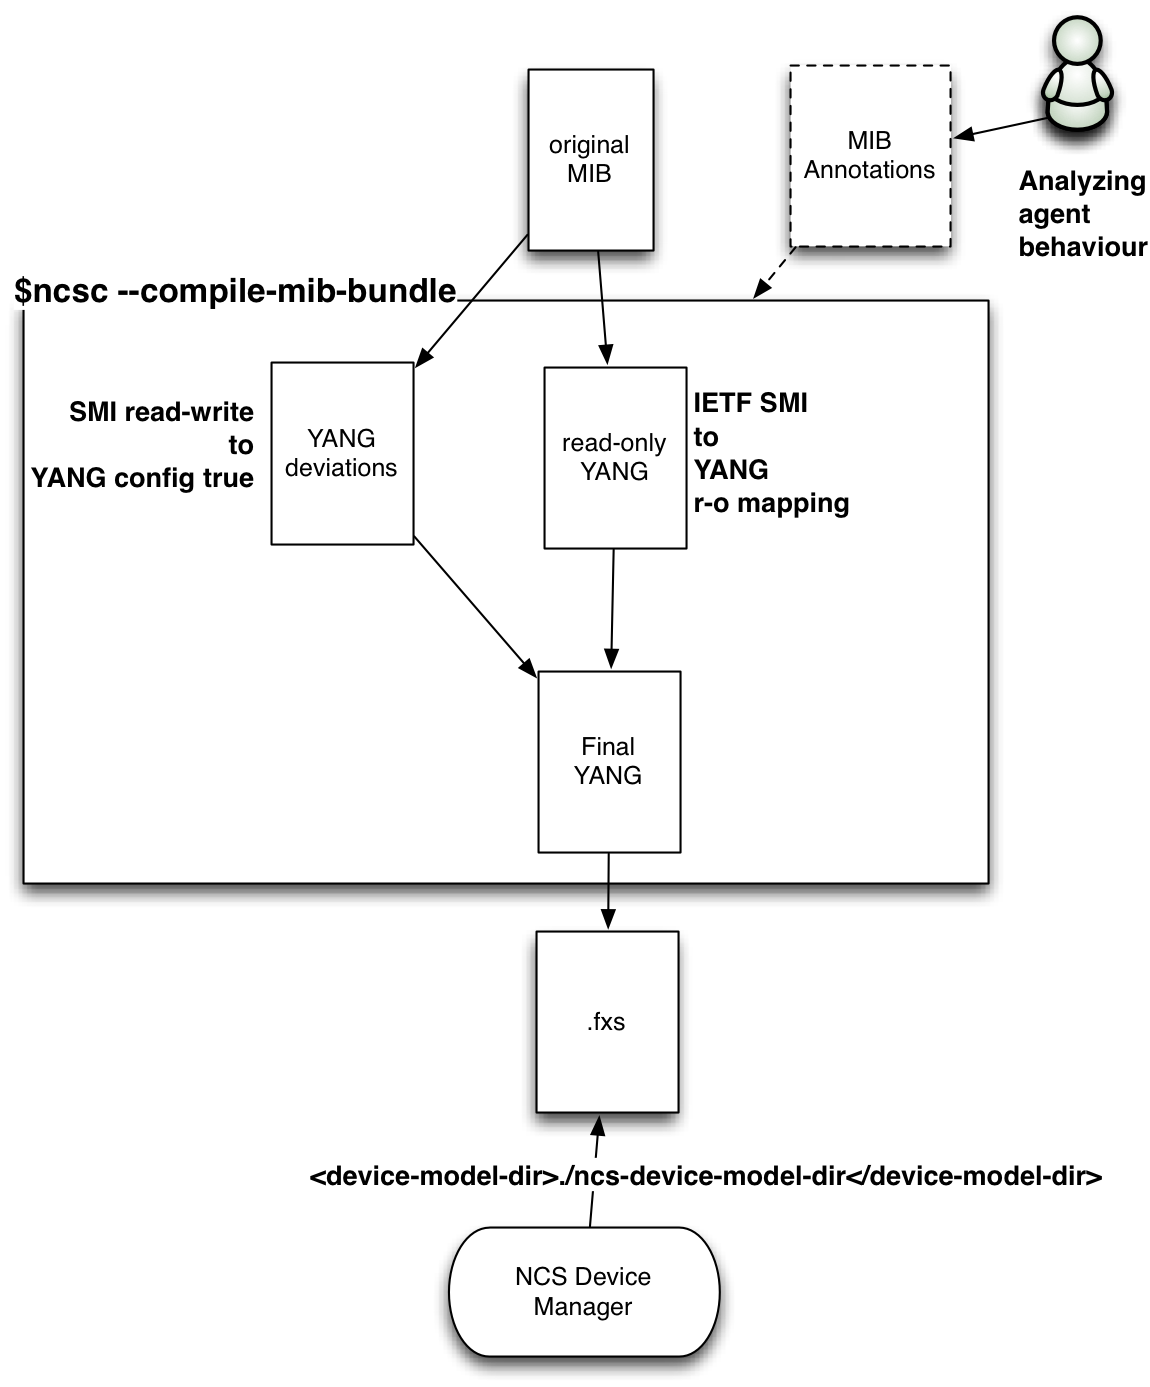 original
MIB
MIB
Annotations
Analyzing
agent
behaviour
$ncsc --compile-mib-bundle
SMI read-write
to
YANG config true
YANG
deviations
read-only
YANG
IETF SMI
to
YANG
r-o mapping
Final
YANG
.fxs
<device-model-dir>./ncs-device-model-dir</device-model-dir>
NCS Device
Manager